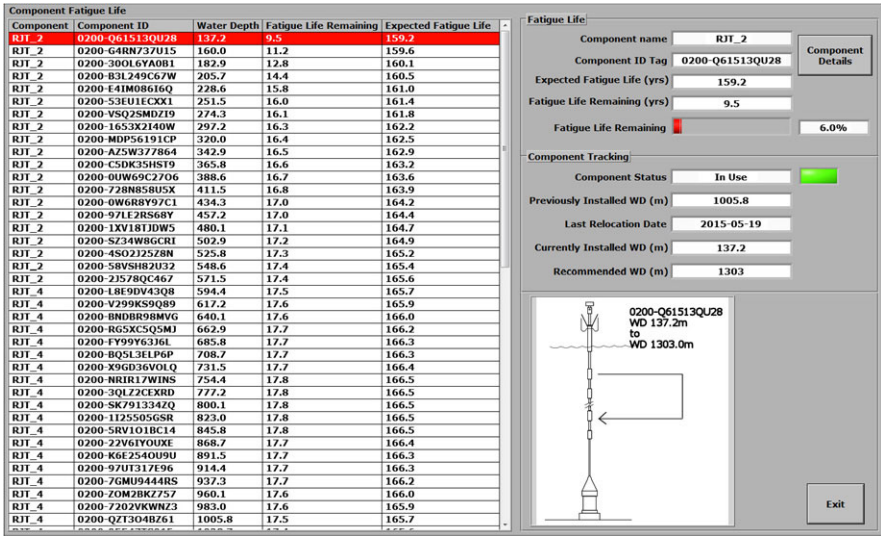 Component Fatigue Life
Component Component ID Water Depth Fatigue Life Remaining Expected Fatigue Life
RJT_2 0200-Q61513QU28 137.2 9.5 159.2
RJT_2 0200-G4RN737U15 160.0 11.2 159.6
RJT_2 0200-30OL6YA0B1 182.9 12.8 160.1
RJT_2 0200-B3L249C67W 205.7 14.4 160.5
RJT_2 0200-E4IM086I6Q 228.6 15.8 161.0
RJT_2 0200-53EU1ECXX1 251.5 16.0 161.4
RJT_2 0200-VSQ2SMDZI9 274.3 16.1 161.8
RJT_2 0200-1653X2I40W 297.2 16.3 162.2
RJT_2 0200-MDP56191CP 320.0 16.4 162.5
RJT_2 0200-AZ5W377864 342.9 16.5 162.9
RJT_2 0200-C5DK35HST9 365.8 16.6 163.2
RJT_2 0200-0UW69C27O6 388.6 16.7 163.6
RJT_2 0200-728N858U5X 411.5 16.8 163.9
RJT_2 0200-0W6R8Y97C1 434.3 17.0 164.2
RJT_2 0200-97LE2RS68Y 457.2 17.0 164.4
RJT_2 0200-1XV18TJDW5 480.1 17.1 164.7
RJT_2 0200-SZ34W8GCRI 502.9 17.2 164.9
RJT_2 0200-4SO2J25Z8N 525.8 17.3 165.2
RJT_2 0200-58VSH82U32 548.6 17.4 165.4
RJT_2 0200-2J578QC467 571.5 17.4 165.6
RJT_4 0200-L8E9DV43Q8 594.4 17.5 165.7
RJT_4 0200-V299KS9Q89 617.2 17.6 165.9
RJT_4 0200-BNDBR98MVG 640.1 17.6 166.0
RJT_4 0200-RG5XC5Q5MJ 662.9 17.7 166.2
RJT_4 0200-FY99Y63J6L 685.8 17.7 166.3
RJT_4 0200-BQ5L3ELP6P 708.7 17.7 166.3
RJT_4 0200-X9GD36VOLQ 731.5 17.7 166.4
RJT_4 0200-NRIR17WINS 754.4 17.8 166.5
RJT_4 0200-3QLZ2CEXRD 777.2 17.8 166.5
RJT_4 0200-SK791334ZQ 800.1 17.8 166.5
RJT_4 0200-1I25505GSR 823.0 17.8 166.5
RJT_4 0200-5RV1O1BC14 845.8 17.8 166.5
RJT_4 0200-22V6IYOUXE 868.7 17.7 166.4
RJT_4 0200-K6E254OU9U 891.5 17.7 166.3
RJT_4 0200-97UT317E96 914.4 17.7 166.3
RJT_4 0200-7GMU9444RS 937.3 17.7 166.2
RJT_4 0200-ZOM2BKZ757 960.1 17.6 166.0
RJT_4 0200-7202VKWNZ3 983.0 17.6 165.9
RJT_4 0200-QZT3O4BZ61 1005.8 17.5 165.7
Fatigue Life
Component name RJT_2
Component Details
Component ID Tag 0200-Q61513QU28
Expected Fatigue Life (yrs) 159.2
Fatigue Life Remaining (yrs) 9.5
Fatigue Life Remaining 6.0%
Component Tracking
Component Status In Use
Previously Installed WD (m) 1005.8
Last Relocation Date 2015-05-19
Currently Installed WD (m) 137.2
Recommended WD (m) 1303
0200-Q61513QU28
WD 137.2m
to
WD 1303.0m
Exit